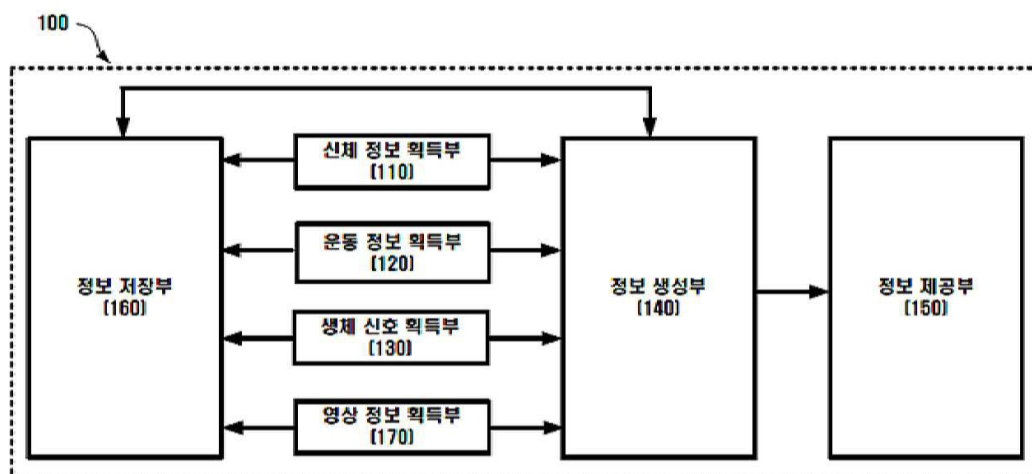 100
신체 정보 획득부
(110)
운동 정보 획득부
(120)
정보 저장부
(160)
정보 생성부
(140)
정보 제공부
(150)
생체 신호 획득부
(130)
영상 정보 획득부
(170)